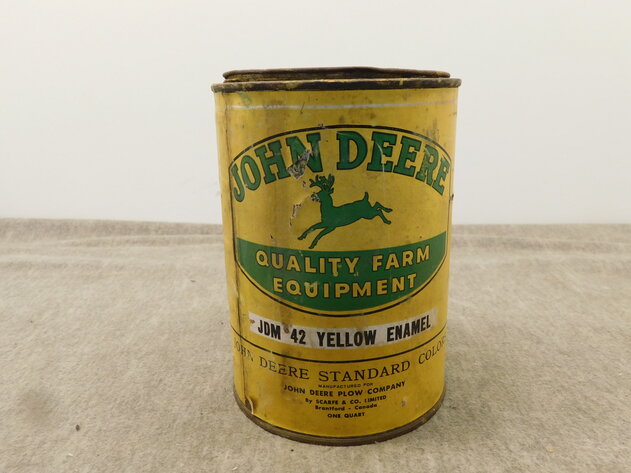 JOHN DEERE
QUALITY FARM
EQUIPMENT
JDM 42 YELLOW ENAMEL
JOHN DEERE STANDARD COLOR
MANUFACTURED FOR
JOHN DEERE PLOW COMPANY
By SCARFE & CO. LIMITED
Brantford - Canada
ONE QUART